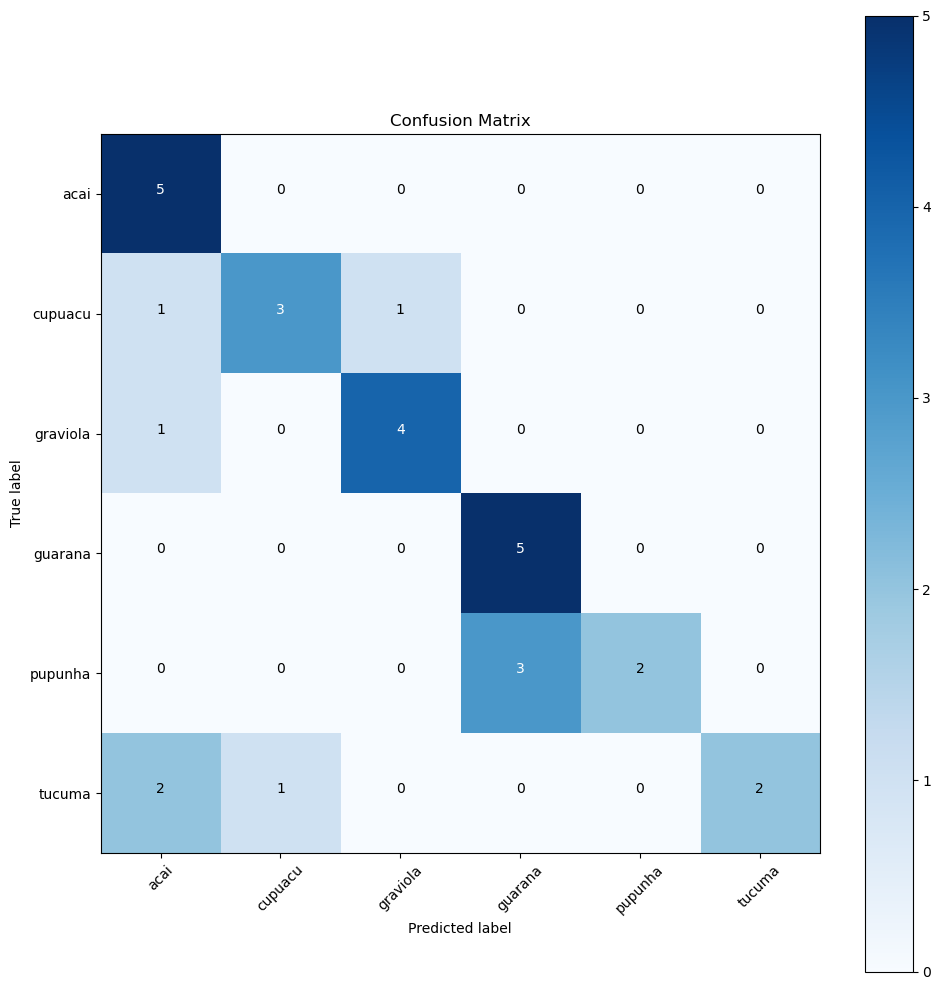 Confusion Matrix
acai 5 0 0 0 0 0
cupuacu 1 3 1 0 0 0
graviola 1 0 4 0 0 0
guarana 0 0 0 5 0 0
pupunha 0 0 0 3 2 0
tucuma 2 1 0 0 0 2
acai cupuacu graviola guarana pupunha tucuma
Predicted label
True label
5
4
3
2
1
0